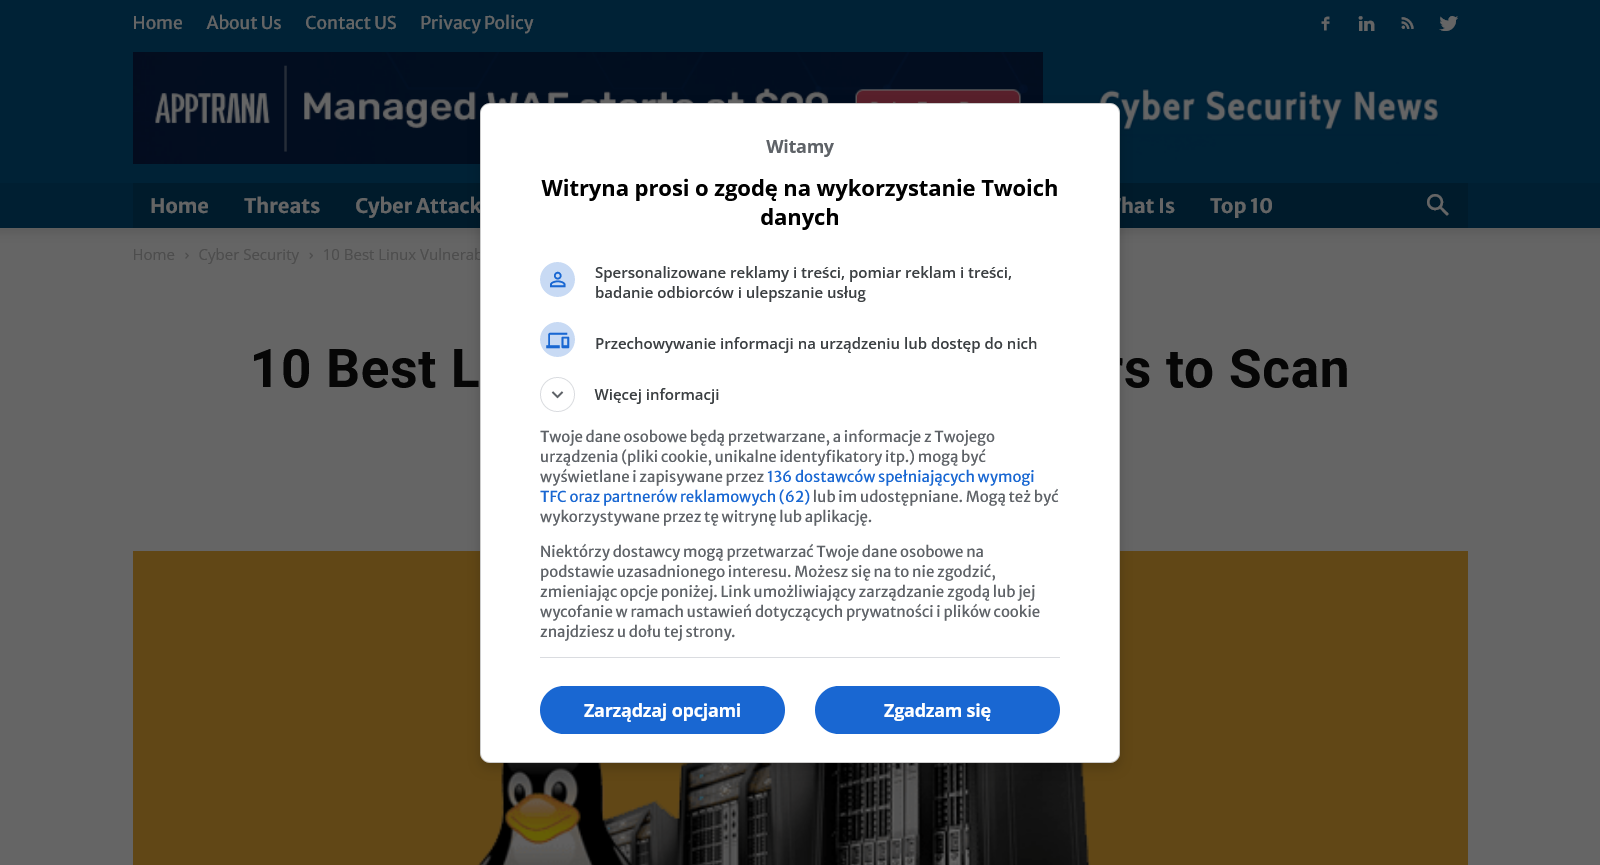 Home About Us Contact US Privacy Policy
APPTRANA Managed WAF starts at $99
Cyber Security News
Home Threats Cyber Attack What Is Top 10
Home › Cyber Security › 10 Best Linux
10 Best to Scan
Witamy
Witryna prosi o zgodę na wykorzystanie Twoich
danych
Spersonalizowane reklamy i treści, pomiar reklam i treści,
badanie odbiorców i ulepszanie usług
Przechowywanie informacji na urządzeniu lub dostęp do nich
Więcej informacji
Twoje dane osobowe będą przetwarzane, a informacje z Twojego
urządzenia (pliki cookie, unikalne identyfikatory itp.) mogą być
wyświetlane i zapisywane przez 136 dostawców spełniających wymogi
TFC oraz partnerów reklamowych (62) lub im udostępniane. Mogą też być
wykorzystywane przez tę witrynę lub aplikację.
Niektórzy dostawcy mogą przetwarzać Twoje dane osobowe na
podstawie uzasadnionego interesu. Możesz się na to nie zgodzić,
zmieniając opcje poniżej. Link umożliwiający zarządzanie zgodą lub jej
wycofanie w ramach ustawień dotyczących prywatności i plików cookie
znajdziesz u dołu tej strony.
Zarządzaj opcjami Zgadzam się